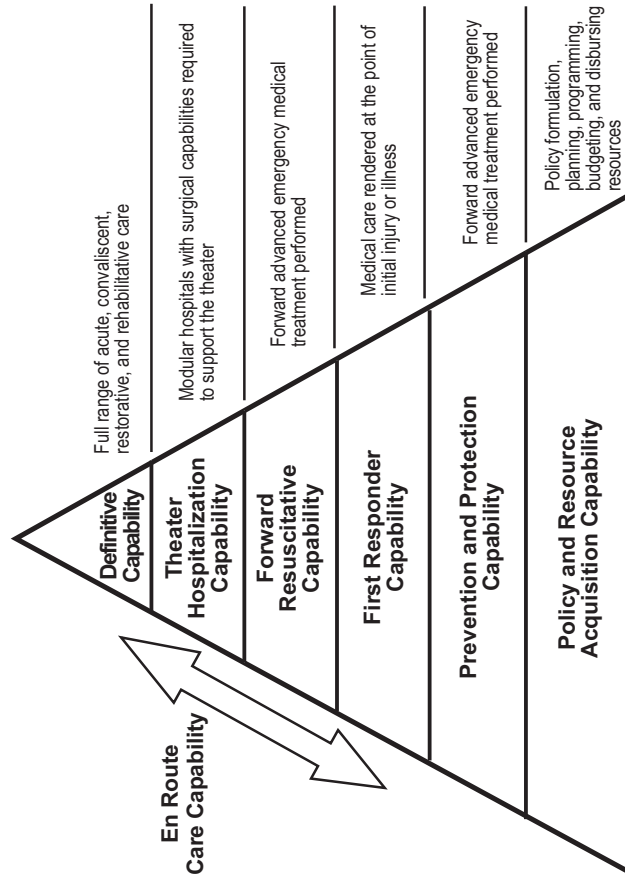 En Route
Care Capability
Definitive
Capability
Full range of acute, convaliscent,
restorative, and rehabilitative care
Theater
Hospitalization
Capability
Modular hospitals with surgical capabilities required
to support the theater
Forward
Resuscitative
Capability
Forward advanced emergency medical
treatment performed
First Responder
Capability
Medical care rendered at the point of
initial injury or illness
Prevention and Protection
Capability
Forward advanced emergency
medical treatment performed
Policy and Resource
Acquisition Capability
Policy formulation,
planning, programming,
budgeting, and disbursing
resources